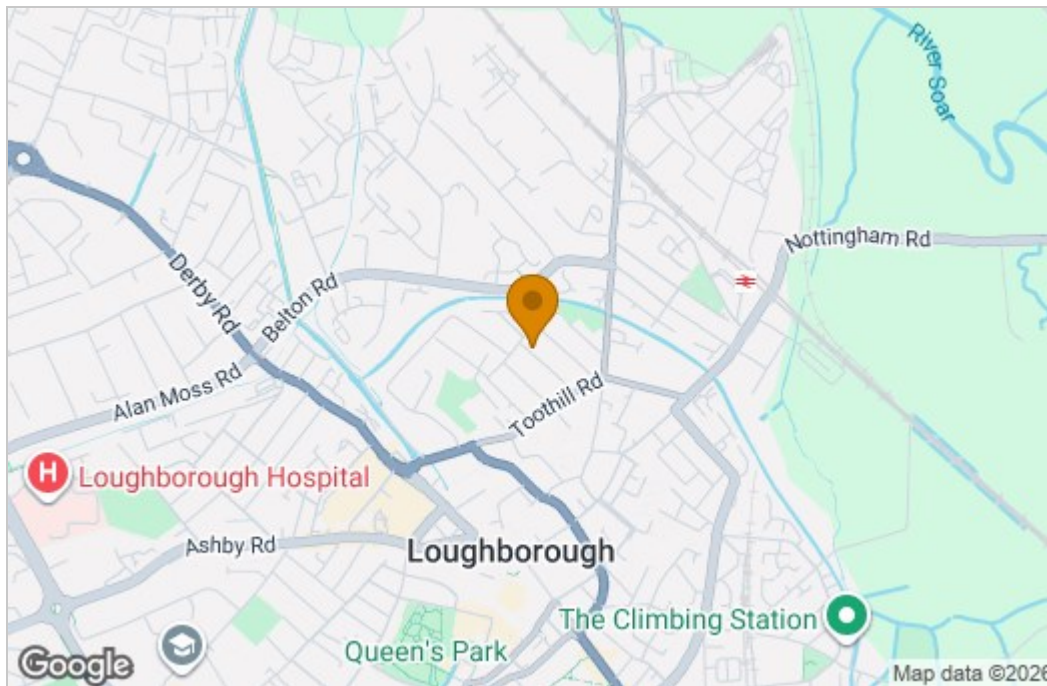 River Soar
Nottingham Rd
Derby Rd
Belton Rd
Alan Moss Rd
Toothill Rd
H
Loughborough Hospital
Ashby Rd
Loughborough
The Climbing Station
Queen's Park
Google
Map data ©2026